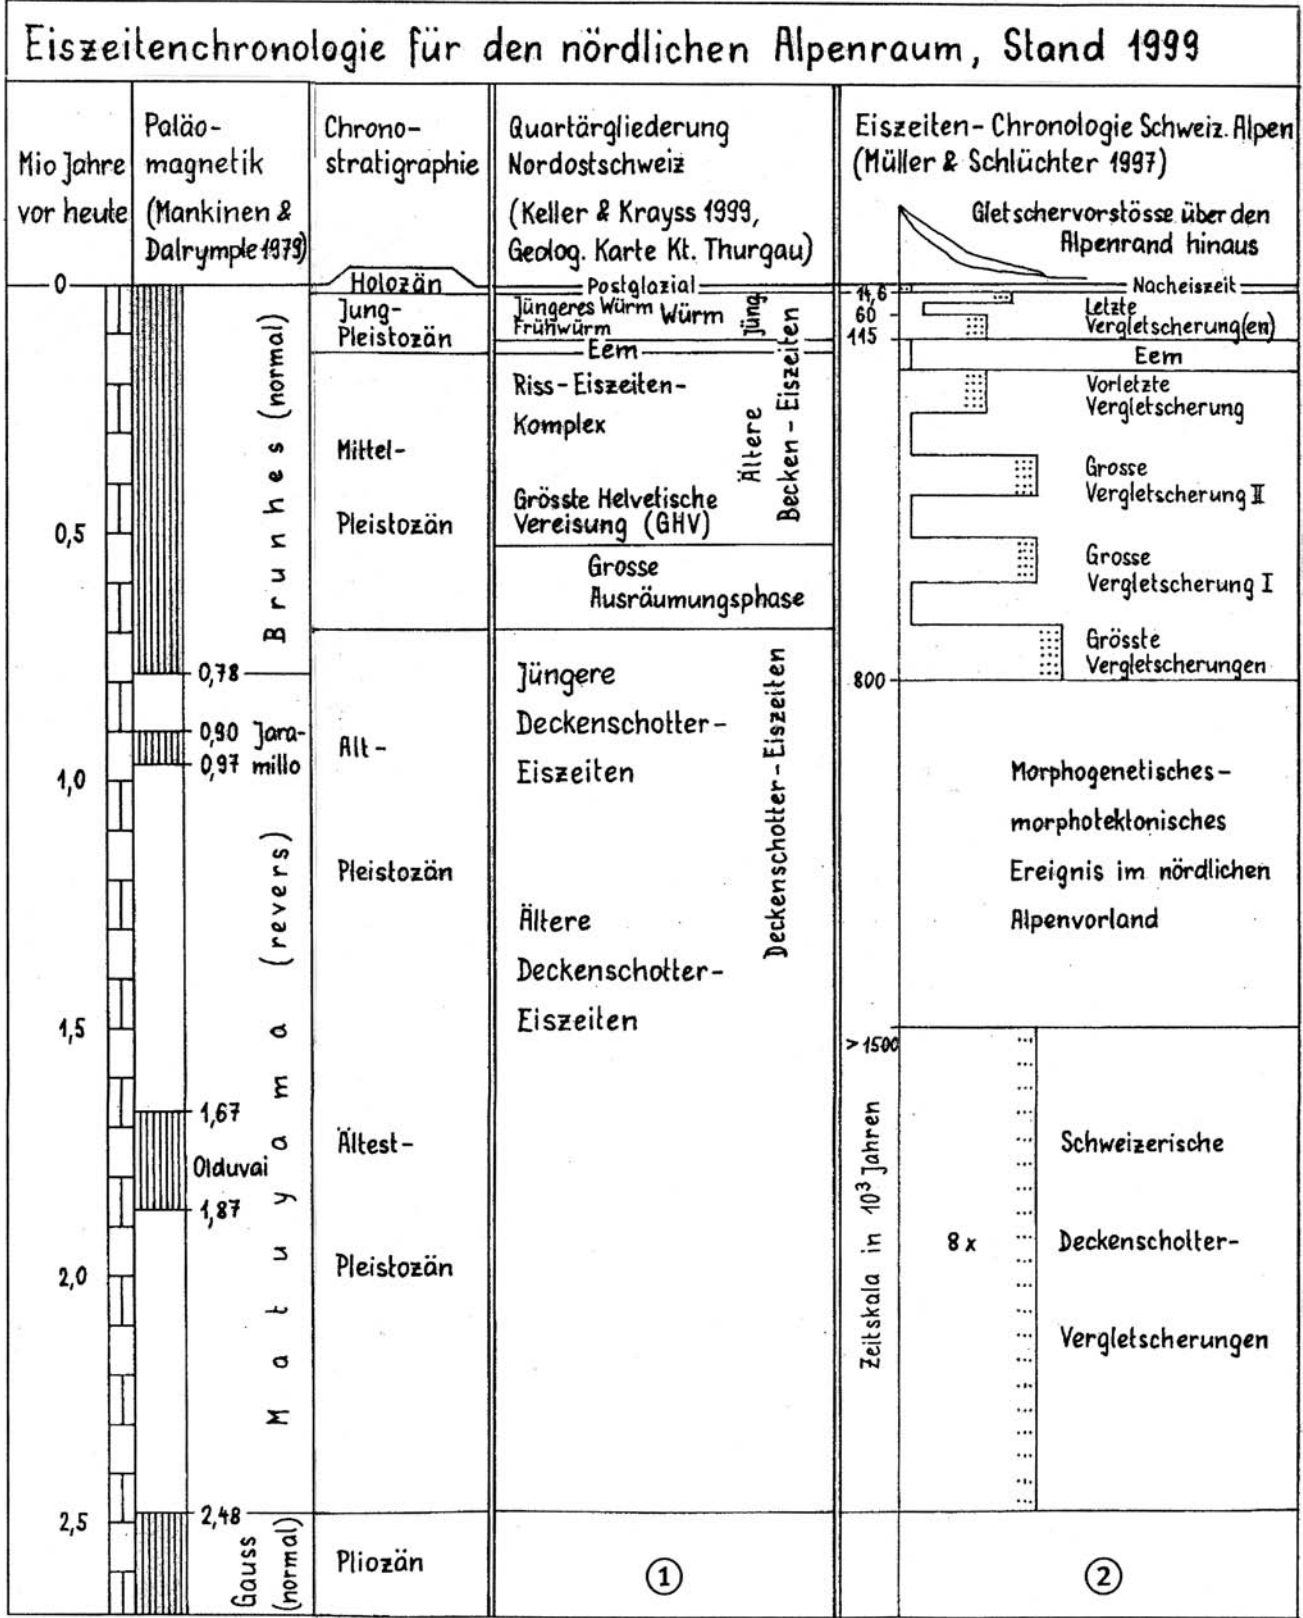 Eiszeitenchronologie für den nördlichen Alpenraum, Stand 1999
Mio Jahre
vor heute
Paläo-
magnetik
(Mankinen &
Dalrymple 1979)
Chrono-
stratigraphie
Quartärgliederung
Nordostschweiz
(Keller & Krayss 1999,
Geolog. Karte Kt. Thurgau)
Eiszeiten-Chronologie Schweiz. Alpen
(Müller & Schlüchter 1997)
Gletschervorstösse über den
Alpenrand hinaus
0
0,5
1,0
1,5
2,0
2,5
Brunhes (normal)
0,78
0,90 Jara-
0,97 millo
Matuyama (revers)
1,67
Olduvai
1,87
2,48
Gauss
(normal)
Holozän
Jung-
Pleistozän
Mittel-
Pleistozän
Alt-
Pleistozän
Ältest-
Pleistozän
Pliozän
Postglazial
Jüngeres Würm
Frühwürm
Würm
Jüng.
Eem
Riss-Eiszeiten-
Komplex
Grösste Helvetische
Vereisung (GHV)
Ältere
Becken-Eiszeiten
Grosse
Ausräumungsphase
Jüngere
Deckenschotter-
Eiszeiten
Ältere
Deckenschotter-
Eiszeiten
Deckenschotter-Eiszeiten
1
14,6
60
115
800
>1500
Zeitskala in 10³ Jahren
Nacheiszeit
Letzte
Vergletscherung(en)
Eem
Vorletzte
Vergletscherung
Grosse
Vergletscherung II
Grosse
Vergletscherung I
Grösste
Vergletscherungen
Morphogenetisches-
morphotektonisches
Ereignis im nördlichen
Alpenvorland
8x
Schweizerische
Deckenschotter-
Vergletscherungen
2